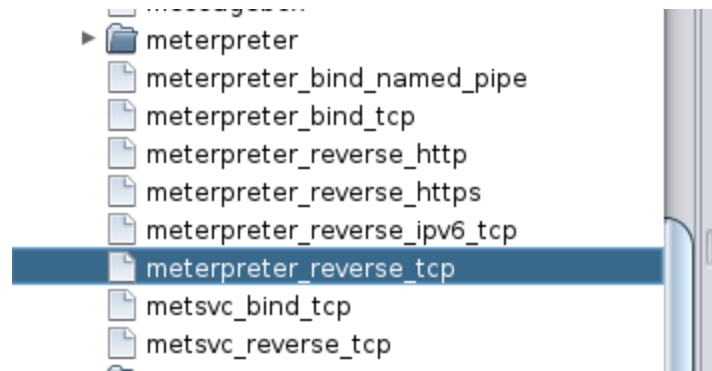 meterpreter
meterpreter_bind_named_pipe
meterpreter_bind_tcp
meterpreter_reverse_http
meterpreter_reverse_https
meterpreter_reverse_ipv6_tcp
meterpreter_reverse_tcp
metsvc_bind_tcp
metsvc_reverse_tcp